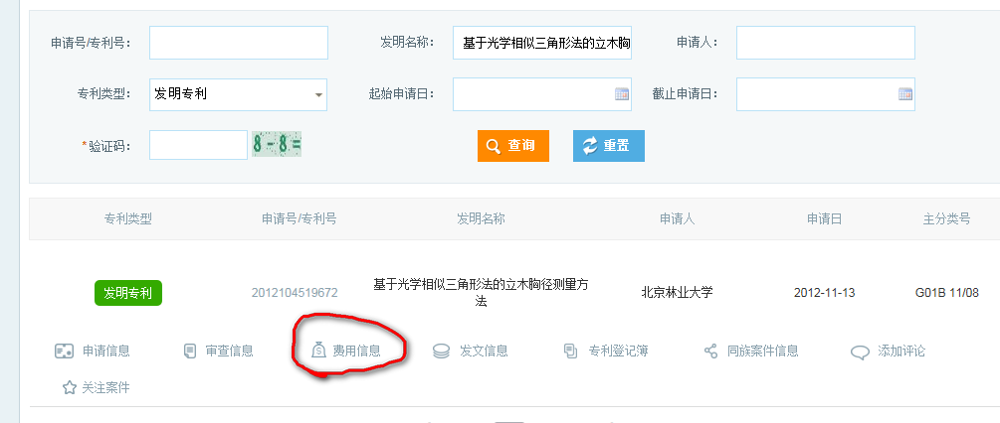 申请号/专利号： 发明名称： 基于光学相似三角形法的立木胸 申请人：
专利类型： 发明专利 起始申请日： 截止申请日：
*验证码： 8-8= 查询 重置
专利类型 申请号/专利号 发明名称 申请人 申请日 主分类号
发明专利 2012104519672 基于光学相似三角形法的立木胸径测量方 北京林业大学 2012-11-13 G01B 11/08
法
申请信息 审查信息 费用信息 发文信息 专利登记簿 同族案件信息 添加评论
关注案件